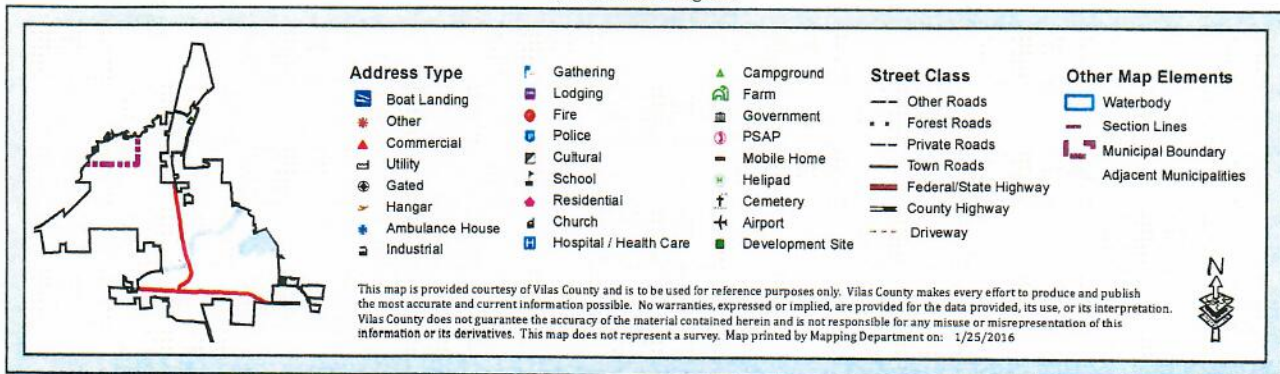 Address Type
Boat Landing
Other
Commercial
Utility
Gated
Hangar
Ambulance House
Industrial
Gathering
Lodging
Fire
Police
Cultural
School
Residential
Church
Hospital / Health Care
Campground
Farm
Government
PSAP
Mobile Home
Helipad
Cemetery
Airport
Development Site
Street Class
Other Roads
Forest Roads
Private Roads
Town Roads
Federal/State Highway
County Highway
Driveway
Other Map Elements
Waterbody
Section Lines
Municipal Boundary
Adjacent Municipalities
N
This map is provided courtesy of Vilas County and is to be used for reference purposes only. Vilas County makes every effort to produce and publish
the most accurate and current information possible. No warranties, expressed or implied, are provided for the data provided, its use, or its interpretation.
Vilas County does not guarantee the accuracy of the material contained herein and is not responsible for any misuse or misrepresentation of this
information or its derivatives. This map does not represent a survey. Map printed by Mapping Department on: 1/25/2016